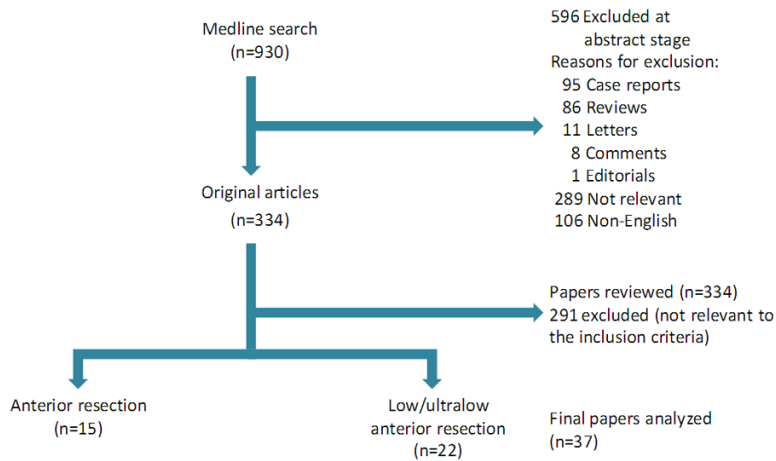 Medline search
(n=930)
596 Excluded at
abstract stage
Reasons for exclusion:
95 Case reports
86 Reviews
11 Letters
8 Comments
1 Editorials
289 Not relevant
106 Non-English
Original articles
(n=334)
Papers reviewed (n=334)
291 excluded (not relevant to
the inclusion criteria)
Anterior resection
(n=15)
Low/ultralow
anterior resection
(n=22)
Final papers analyzed
(n=37)